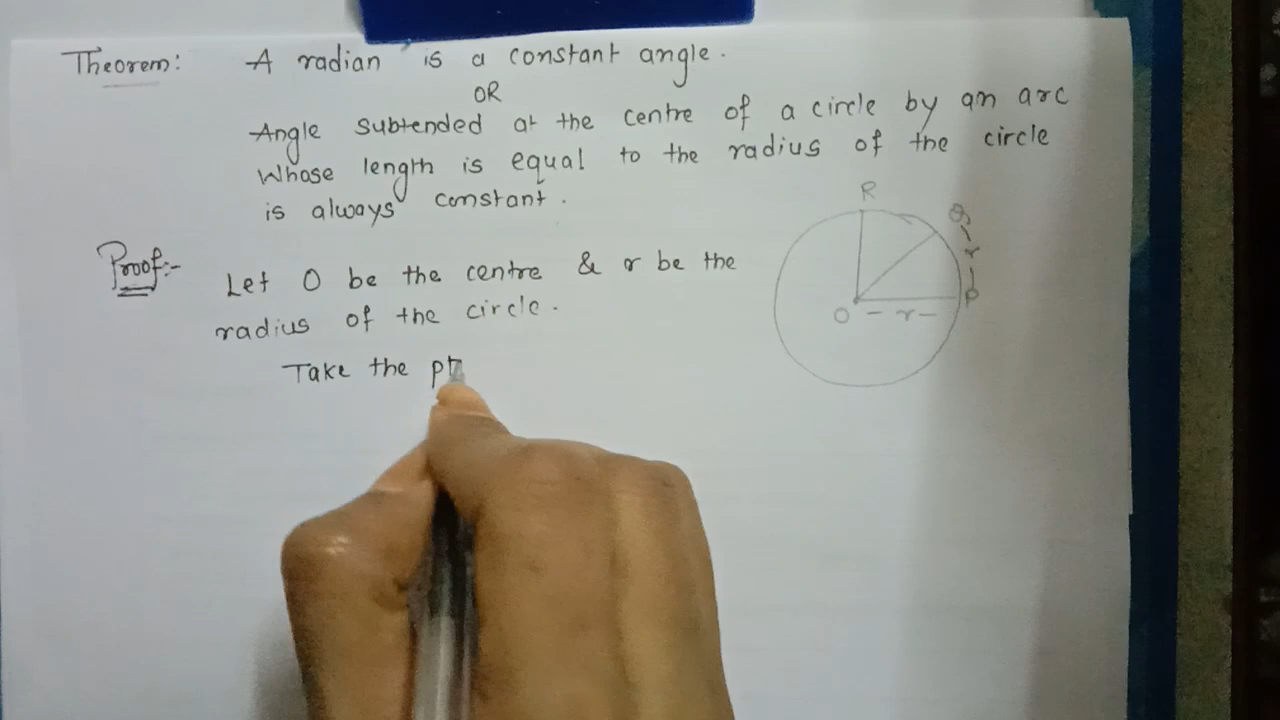 Theorem: A radian is a constant angle.
OR
Angle subtended at the centre of a circle by an arc
whose length is equal to the radius of the circle
is always constant.
Proof:-
Let O be the centre & r be the
radius of the circle.
Take the pt
R
Q
r
P
O - r -